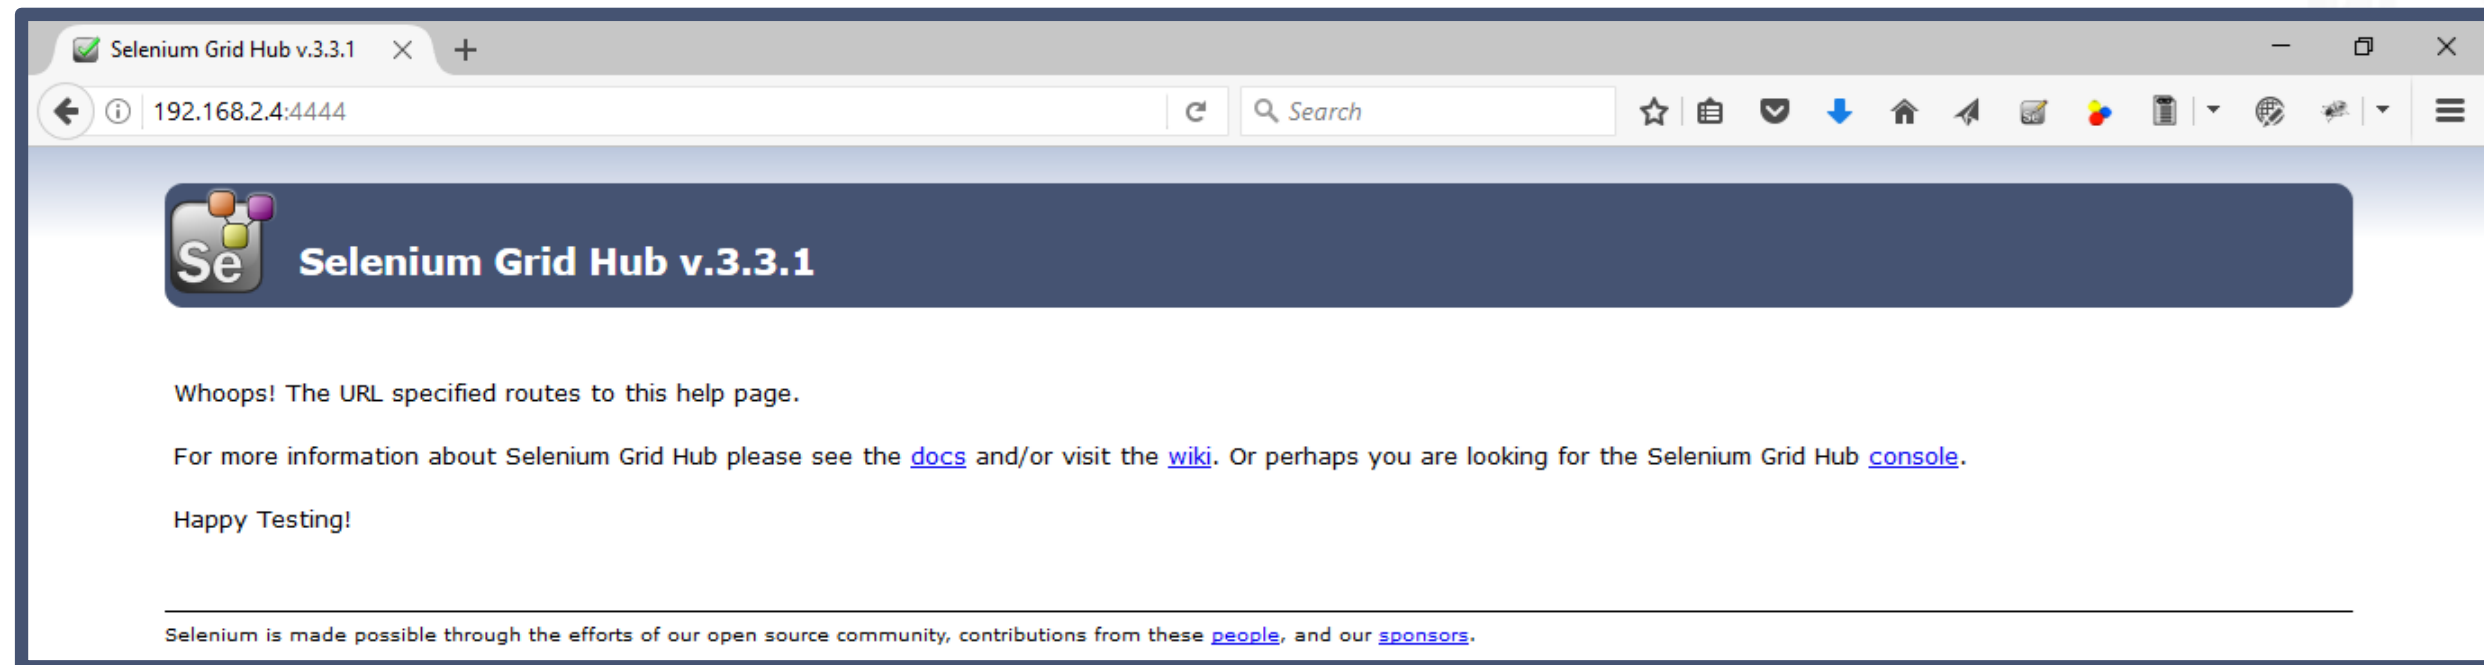 Selenium Grid Hub v.3.3.1
192.168.2.4:4444
Search
Se
Selenium Grid Hub v.3.3.1
Whoops! The URL specified routes to this help page.
For more information about Selenium Grid Hub please see the docs and/or visit the wiki. Or perhaps you are looking for the Selenium Grid Hub console.
Happy Testing!
Selenium is made possible through the efforts of our open source community, contributions from these people, and our sponsors.